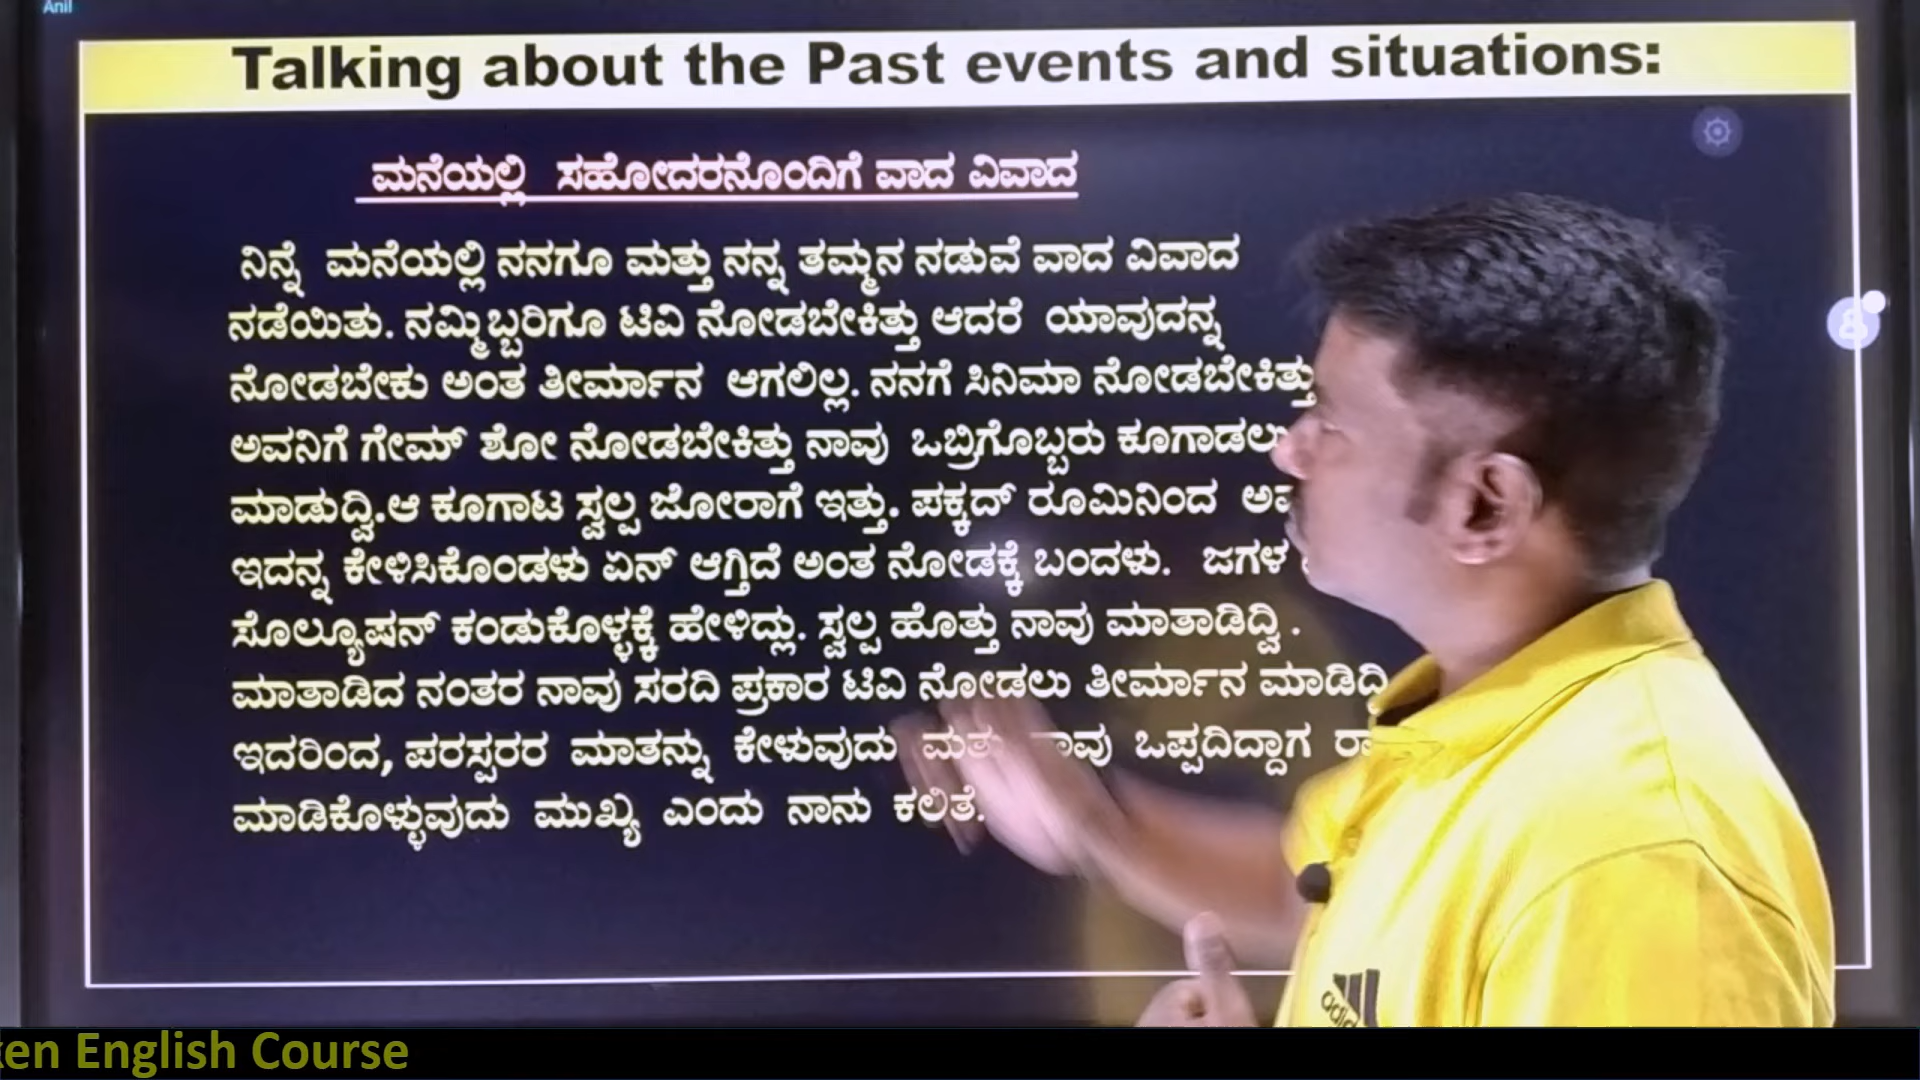 Anil
Talking about the Past events and situations:
ಮನೆಯಲ್ಲಿ ಸಹೋದರನೊಂದಿಗೆ ವಾದ ವಿವಾದ
ನಿನ್ನೆ ಮನೆಯಲ್ಲಿ ನನಗೂ ಮತ್ತು ನನ್ನ ತಮ್ಮನ ನಡುವೆ ವಾದ ವಿವಾದ
ನಡೆಯಿತು. ನಮ್ಮಿಬ್ಬರಿಗೂ ಟಿವಿ ನೋಡಬೇಕಿತ್ತು ಆದರೆ ಯಾವುದನ್ನ
ನೋಡಬೇಕು ಅಂತ ತೀರ್ಮಾನ ಆಗಲಿಲ್ಲ. ನನಗೆ ಸಿನಿಮಾ ನೋಡಬೇಕಿತ್ತು
ಅವನಿಗೆ ಗೇಮ್ ಶೋ ನೋಡಬೇಕಿತ್ತು ನಾವು ಒಬ್ರಿಗೊಬ್ಬರು ಕೂಗಾಡಲು
ಮಾಡುದ್ವಿ.ಆ ಕೂಗಾಟ ಸ್ವಲ್ಪ ಜೋರಾಗೆ ಇತ್ತು. ಪಕ್ಕದ್ ರೂಮಿನಿಂದ
ಇದನ್ನ ಕೇಳಿಸಿಕೊಂಡಳು ಏನ್ ಆಗ್ತಿದೆ ಅಂತ ನೋಡಕ್ಕೆ ಬಂದಳು. ಜಗಳ
ಸೊಲ್ಯೂಷನ್ ಕಂಡುಕೊಳ್ಳಕ್ಕೆ ಹೇಳಿದ್ಲು. ಸ್ವಲ್ಪ ಹೊತ್ತು ನಾವು ಮಾತಾಡಿದ್ವಿ .
ಮಾತಾಡಿದ ನಂತರ ನಾವು ಸರದಿ ಪ್ರಕಾರ ಟಿವಿ ನೋಡಲು ತೀರ್ಮಾನ
ಇದರಿಂದ, ಪರಸ್ಪರರ ಮಾತನ್ನು ಕೇಳುವುದು ಒಪ್ಪದಿದ್ದಾಗ
ಮಾಡಿಕೊಳ್ಳುವುದು ಮುಖ್ಯ ಎಂದು ನಾನು ಕಲಿತೆ.
English Course